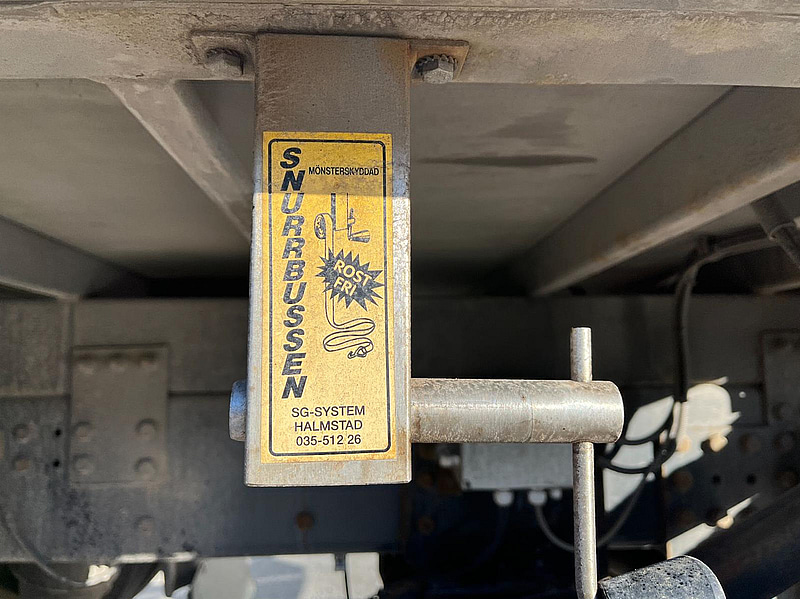 SNURRBUSSEN
MÖNSTERSKYDDAD
ROST
FRI
SG-SYSTEM
HALMSTAD
035-512 26